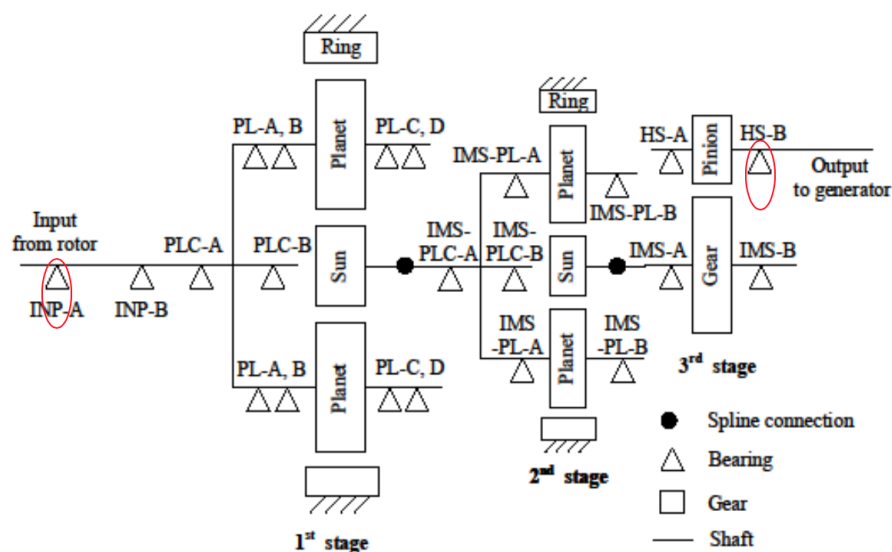 Ring
PL-A, B
Planet
PL-C, D
Input
from rotor
PLC-A
PLC-B
INP-A
INP-B
Sun
PL-A, B
Planet
PL-C, D
Ring
IMS-PL-A
Planet
IMS-PL-B
IMS-
PLC-A
IMS-
PLC-B
Sun
IMS
-PL-A
Planet
IMS
-PL-B
HS-A
Pinion
HS-B
Output
to generator
IMS-A
Gear
IMS-B
3rd stage
2nd stage
1st stage
Spline connection
Bearing
Gear
Shaft